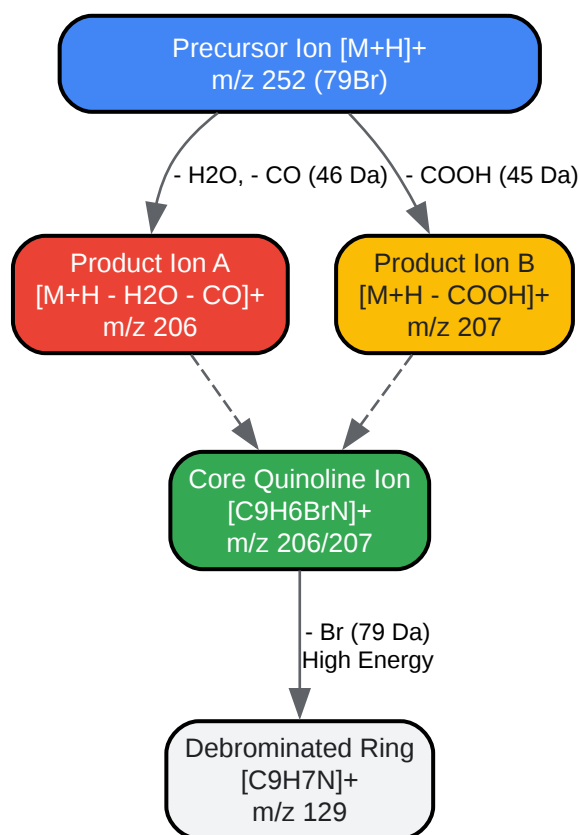 Precursor Ion [M+H]+
m/z 252 (79Br)
- H2O, - CO (46 Da)
- COOH (45 Da)
Product Ion A
[M+H - H2O - CO]+
m/z 206
Product Ion B
[M+H - COOH]+
m/z 207
Core Quinoline Ion
[C9H6BrN]+
m/z 206/207
- Br (79 Da)
High Energy
Debrominated Ring
[C9H7N]+
m/z 129